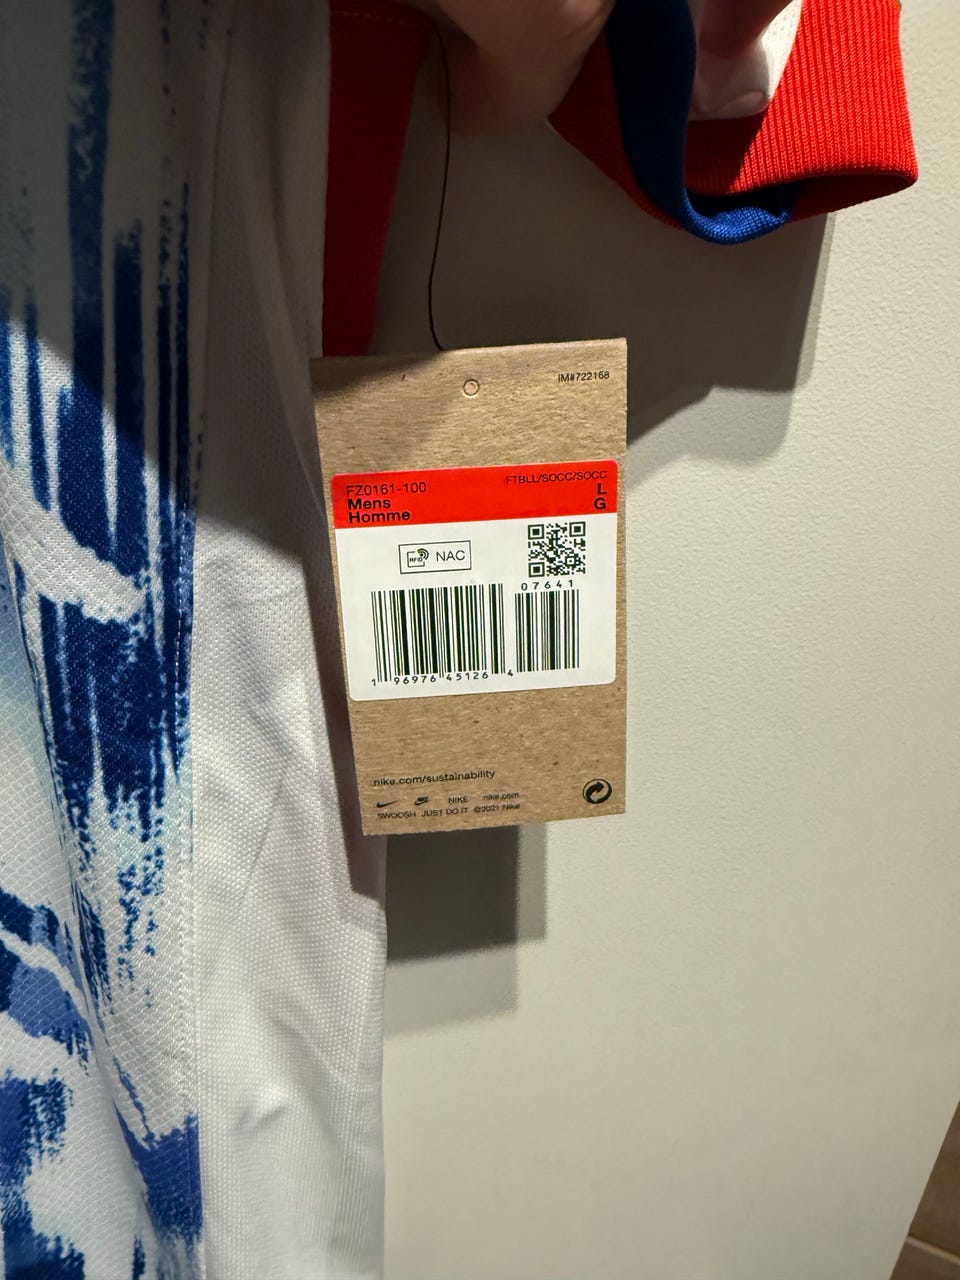 IM#722168
FZ0161-100
FTBLL/SOCC/SOCC
Mens
L
Homme
G
RFID NAC
07641
1 96976 45126 4
nike.com/sustainability
NIKE nike.com
SWOOSH JUST DO IT ©2021 Nike